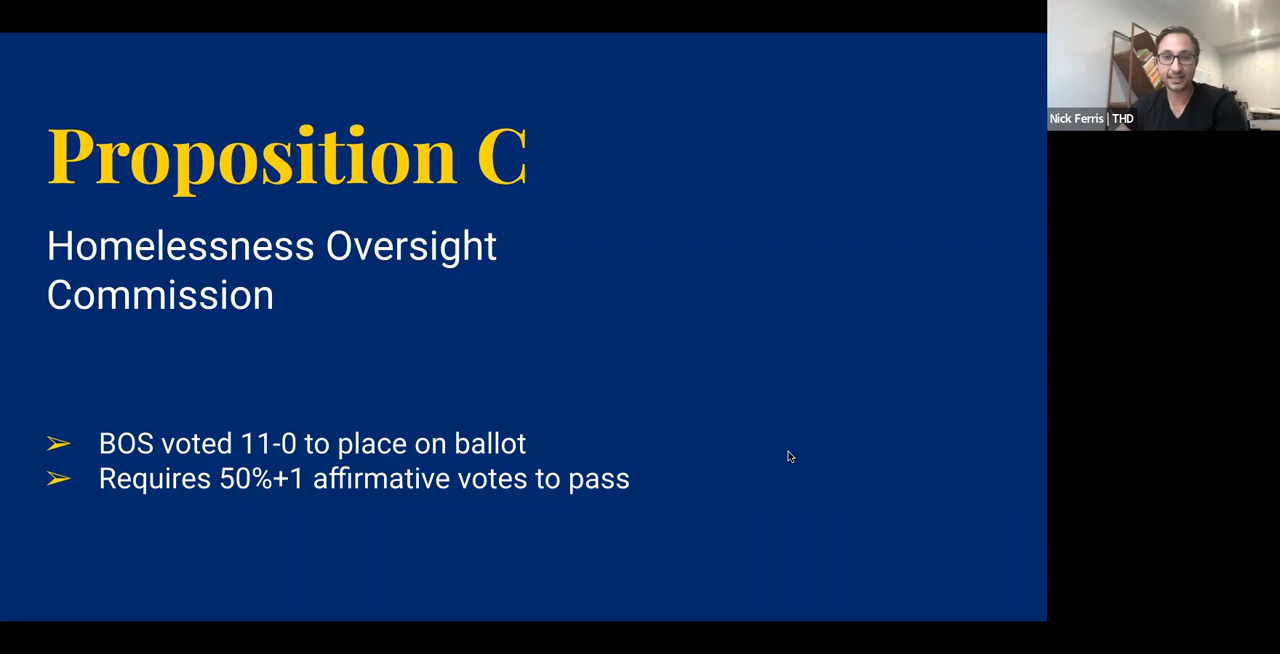 Proposition C
Homelessness Oversight
Commission
➢ BOS voted 11-0 to place on ballot
➢ Requires 50%+1 affirmative votes to pass
Nick Ferris | THD